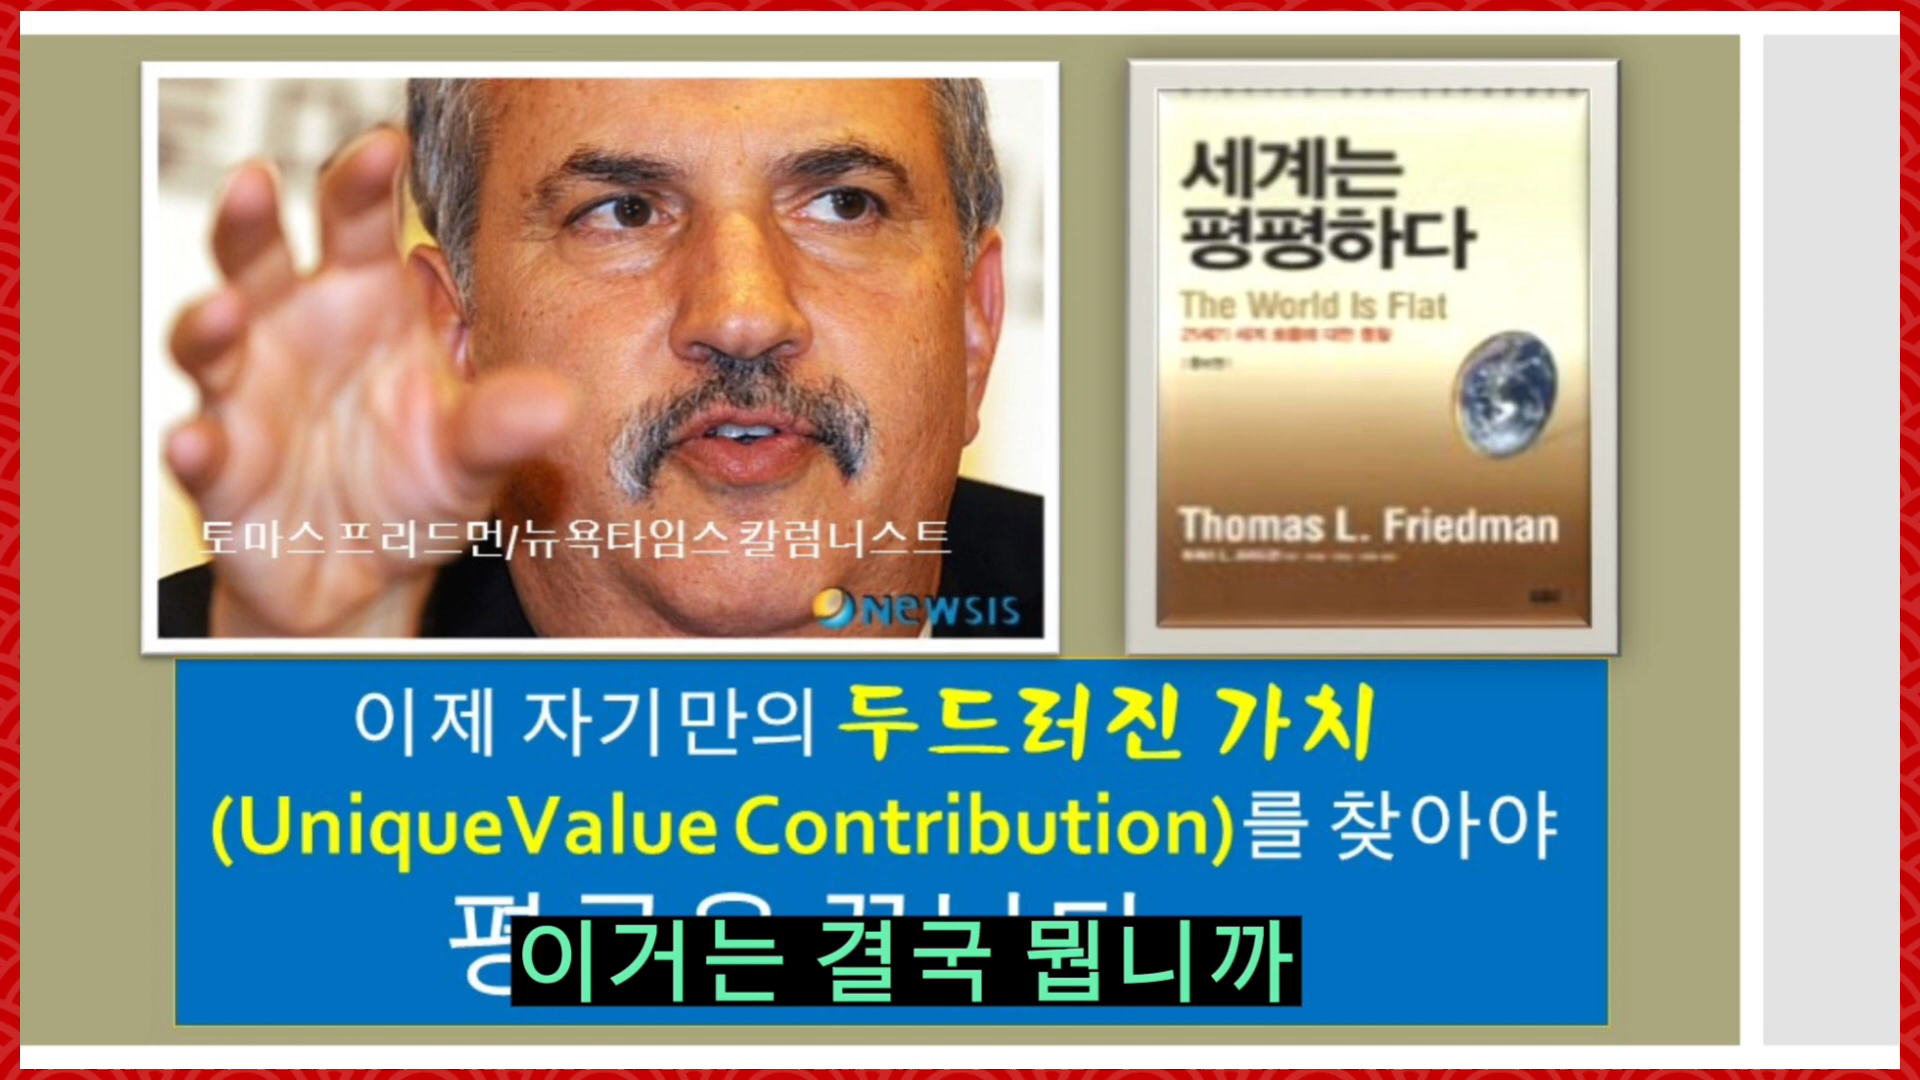 토마스 프리드먼/뉴욕타임스 칼럼니스트
NEWSIS
세계는
평평하다
The World Is Flat
Thomas L. Friedman
이제 자기만의 두드러진 가치
(Unique Value Contribution)를 찾아야
이거는 결국 뭡니까